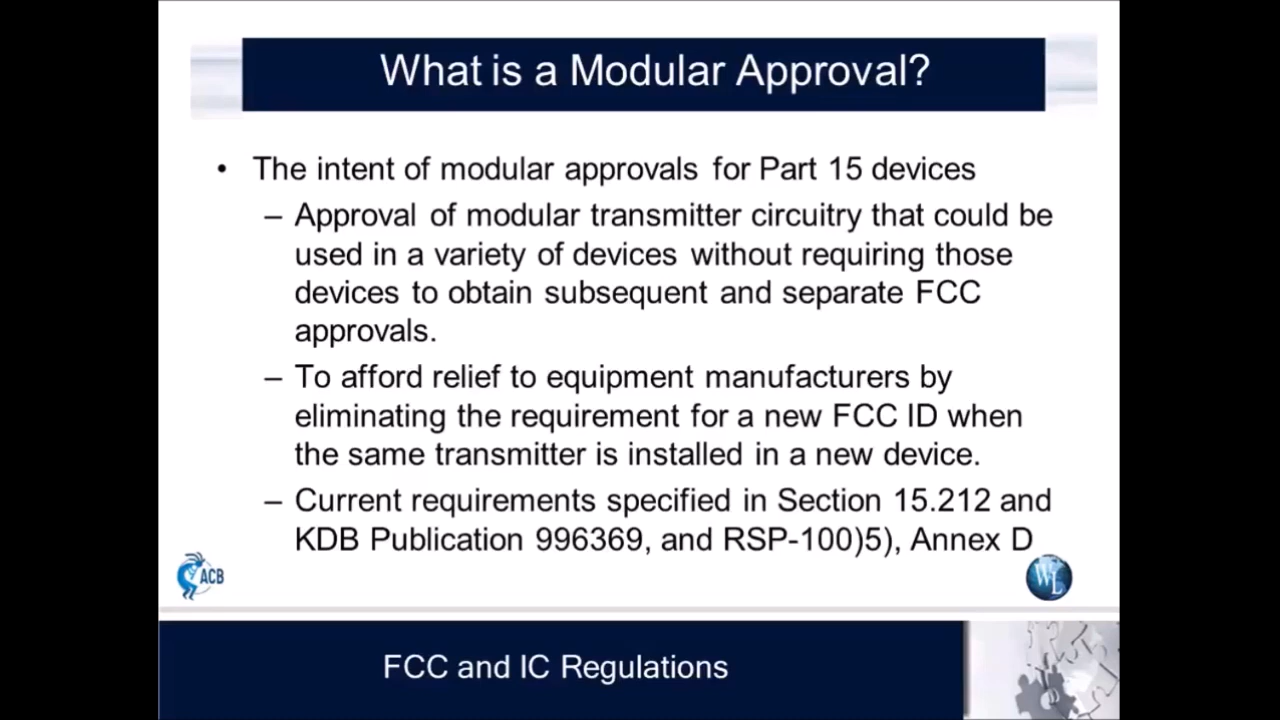 What is a Modular Approval?
• The intent of modular approvals for Part 15 devices
– Approval of modular transmitter circuitry that could be
used in a variety of devices without requiring those
devices to obtain subsequent and separate FCC
approvals.
– To afford relief to equipment manufacturers by
eliminating the requirement for a new FCC ID when
the same transmitter is installed in a new device.
– Current requirements specified in Section 15.212 and
KDB Publication 996369, and RSP-100)5), Annex D
ACB
WL
FCC and IC Regulations